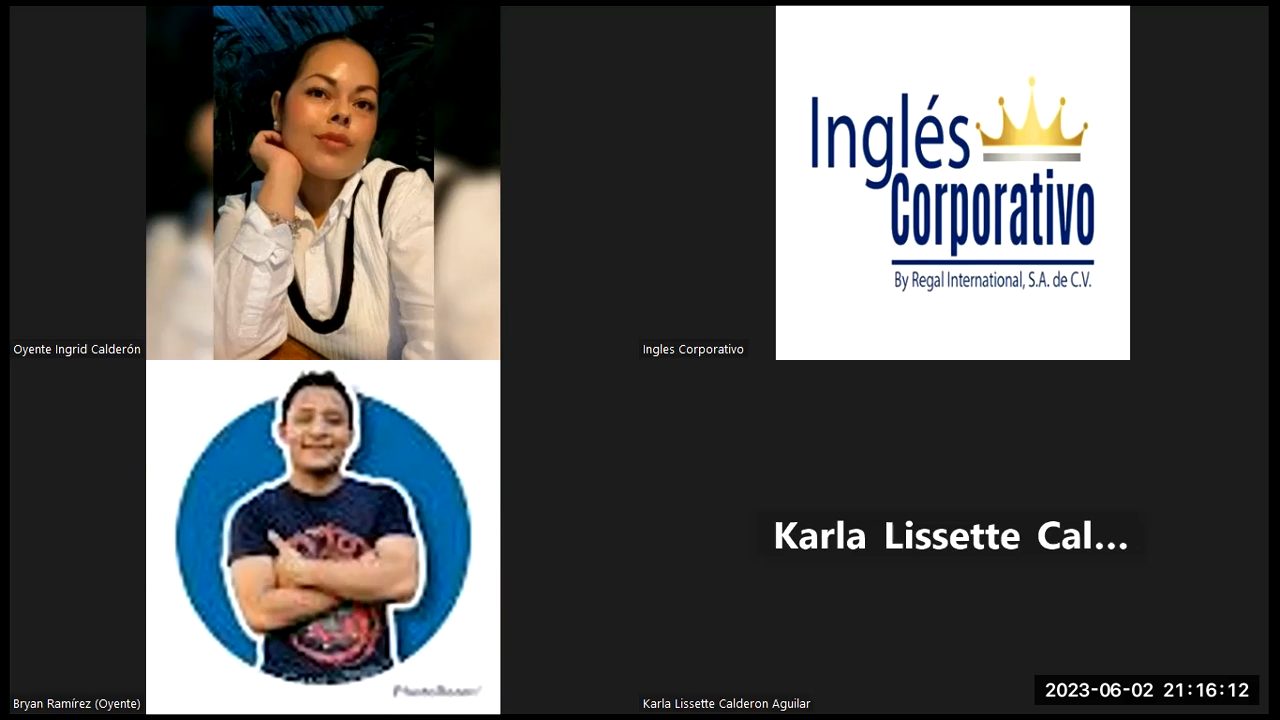 Inglés
Corporativo
By Regal International, S.A. de C.V.
Oyente Ingrid Calderón
Ingles Corporativo
Karla Lissette Cal...
PhotoRoom
Bryan Ramírez (Oyente)
Karla Lissette Calderon Aguilar
2023-06-02 21:16:12